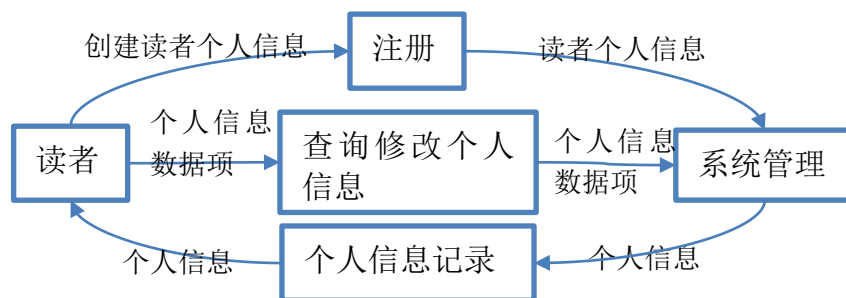 创建读者个人信息
注册
读者个人信息
读者
个人信息
数据项
查询修改个人
信息
个人信息
数据项
系统管理
个人信息
个人信息记录
个人信息